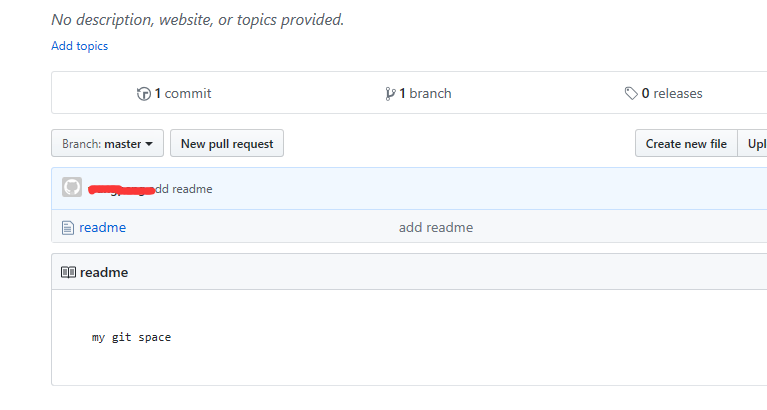 No description, website, or topics provided.
Add topics
1 commit
1 branch
0 releases
Branch: master
New pull request
Create new file
Upl
dd readme
readme
add readme
readme
my git space